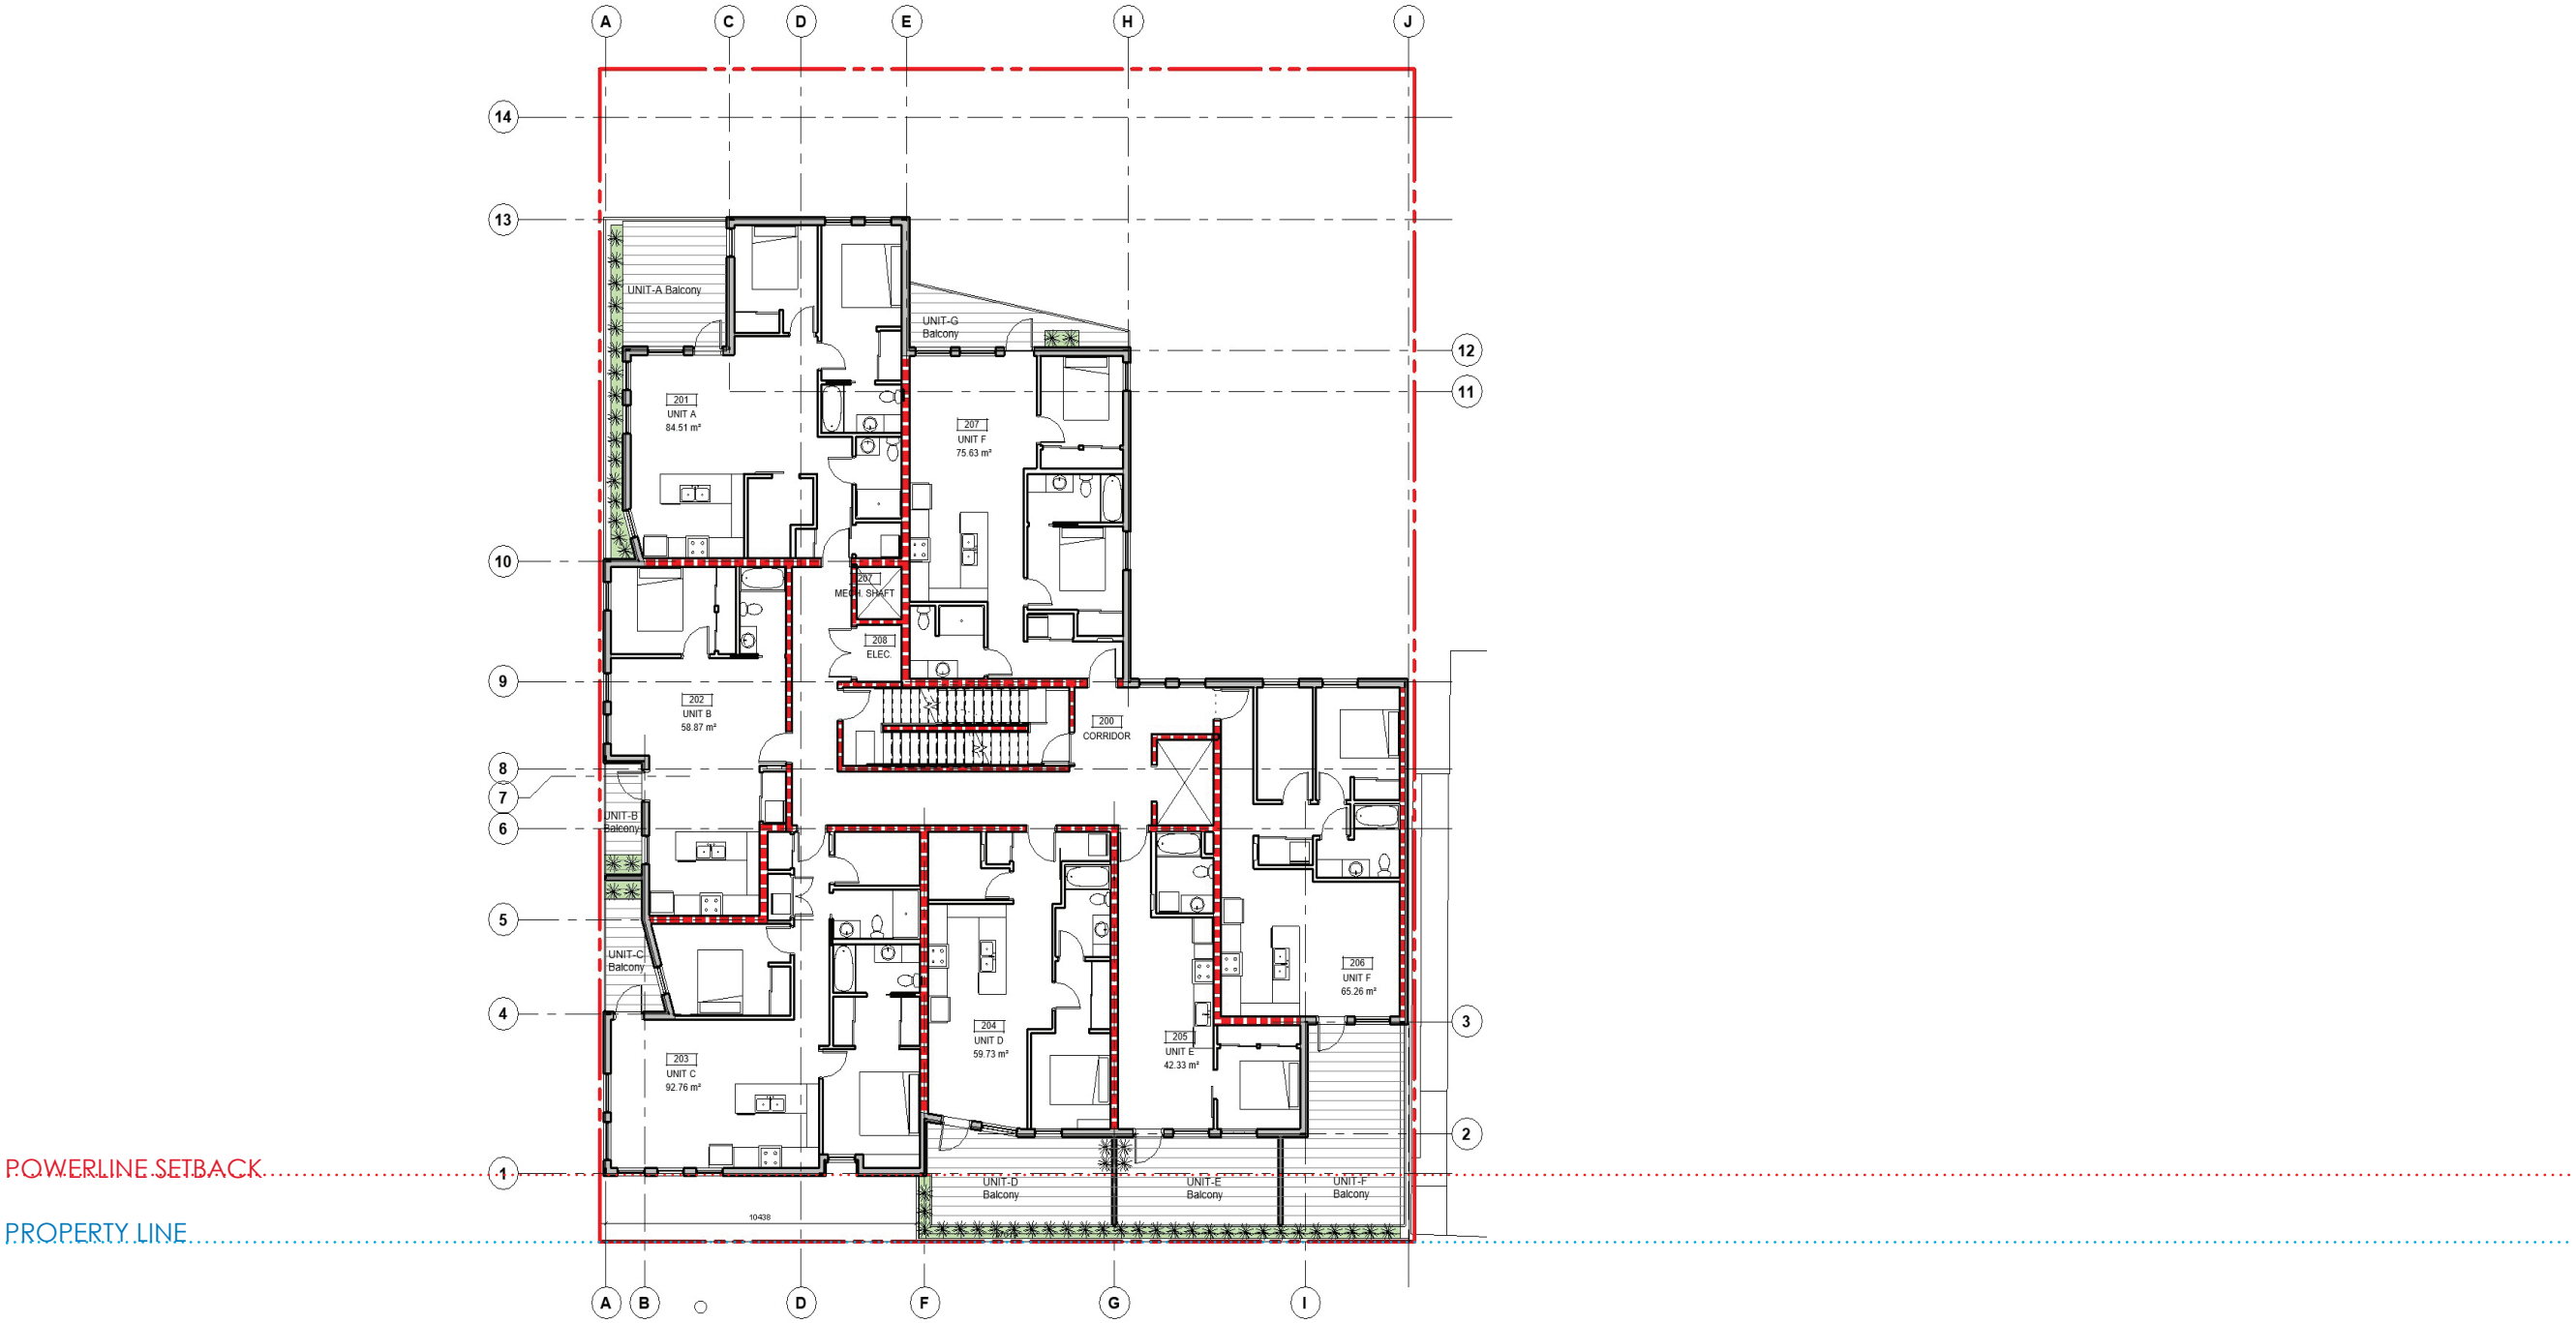 A C D E H J
14
13
UNIT-A Balcony
UNIT-G
Balcony
12
11
201
UNIT A
84.51 m²
207
UNIT F
75.63 m²
10
207
MECH. SHAFT
208
ELEC.
9
202
UNIT B
58.87 m²
200
CORRIDOR
8
7
UNIT-B
Balcony
6
5
UNIT-C
Balcony
206
UNIT F
65.26 m²
4
3
204
UNIT D
59.73 m²
205
UNIT E
42.33 m²
203
UNIT C
92.76 m²
2
POWERLINE SETBACK
1
UNIT-D
Balcony
UNIT-E
Balcony
UNIT-F
Balcony
10438
PROPERTY LINE
A B D F G I